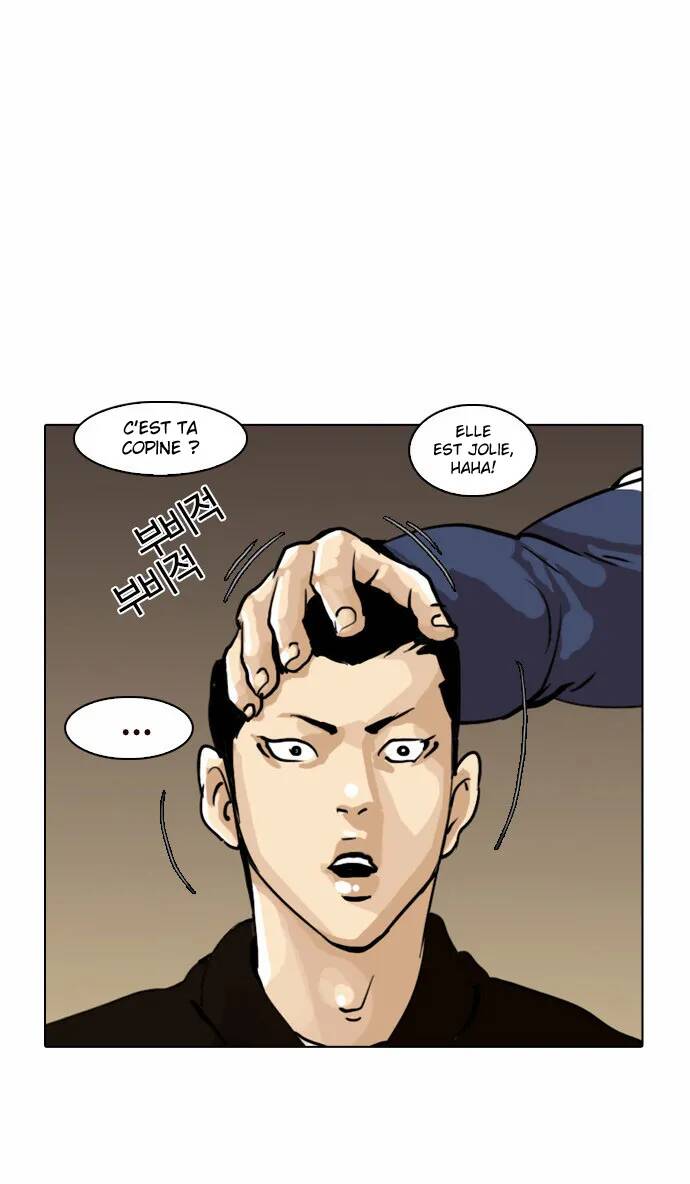 C'EST TA
COPINE ?
ELLE
EST JOLIE,
HAHA!
부비적
부비적
...